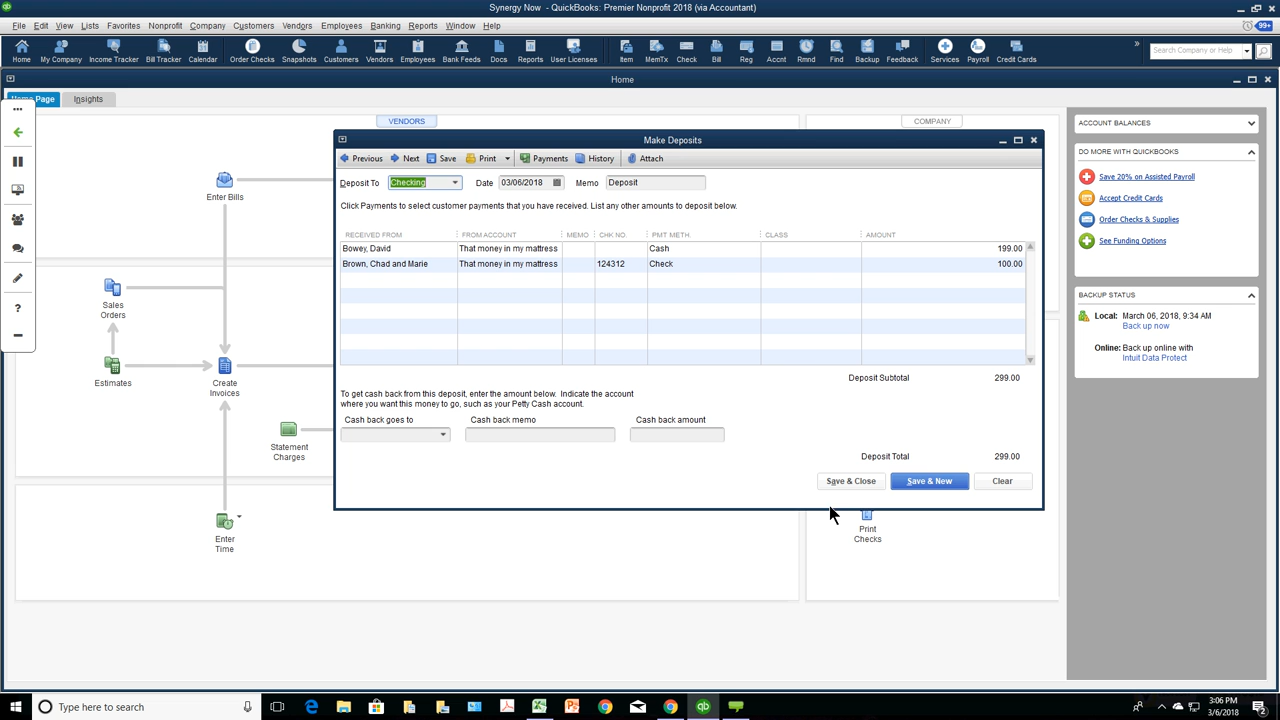 Synergy Now - QuickBooks: Premier Nonprofit 2018 (via Accountant)
File Edit View Lists Favorites Nonprofit Company Customers Vendors Employees Banking Reports Window Help
99+
Home My Company Income Tracker Bill Tracker Calendar Order Checks Snapshots Customers Vendors Employees Bank Feeds Docs Reports User Licenses Item MemTx Check Bill Reg Accnt Rmnd Find Backup Feedback Services Payroll Credit Cards
Search Company or Help
Home
Home Page Insights
VENDORS
COMPANY
Enter Bills
Sales
Orders
Estimates
Create
Invoices
Statement
Charges
Enter
Time
Print
Checks
Make Deposits
Previous Next Save Print Payments History Attach
Deposit To Checking Date 03/06/2018 Memo Deposit
Click Payments to select customer payments that you have received. List any other amounts to deposit below.
RECEIVED FROM FROM ACCOUNT MEMO CHK NO. PMT METH. CLASS AMOUNT
Bowey, David That money in my mattress Cash 199.00
Brown, Chad and Marie That money in my mattress 124312 Check 100.00
Deposit Subtotal 299.00
To get cash back from this deposit, enter the amount below. Indicate the account
where you want this money to go, such as your Petty Cash account.
Cash back goes to Cash back memo Cash back amount
Deposit Total 299.00
Save & Close Save & New Clear
ACCOUNT BALANCES
DO MORE WITH QUICKBOOKS
Save 20% on Assisted Payroll
Accept Credit Cards
Order Checks & Supplies
See Funding Options
BACKUP STATUS
Local: March 06, 2018, 9:34 AM
Back up now
Online: Back up online with
Intuit Data Protect
Type here to search
3:06 PM
3/6/2018
2